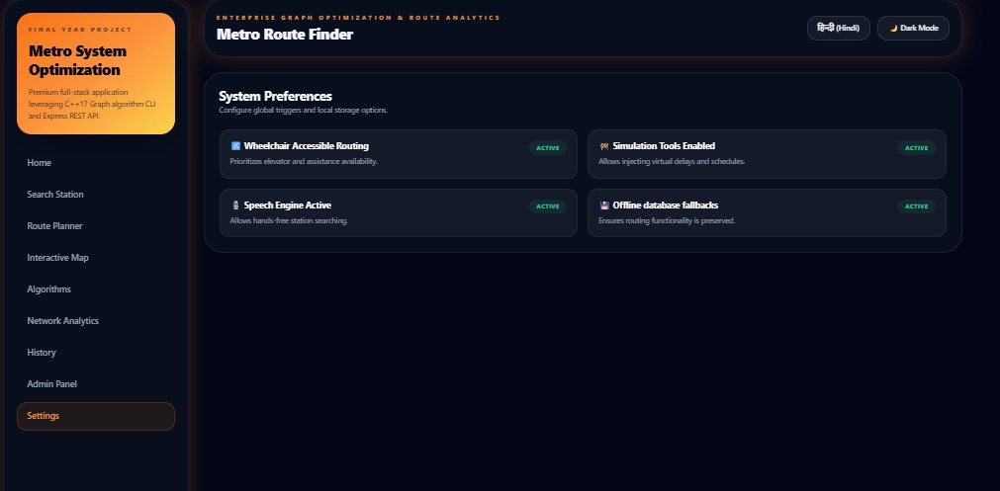 FINAL YEAR PROJECT
Metro System
Optimization
Premium full-stack application
leveraging C++17 Graph algorithm CLI
and Express REST API.
Home
Search Station
Route Planner
Interactive Map
Algorithms
Network Analytics
History
Admin Panel
Settings
ENTERPRISE GRAPH OPTIMIZATION & ROUTE ANALYTICS
Metro Route Finder
हिन्दी (Hindi)
Dark Mode
System Preferences
Configure global triggers and local storage options.
Wheelchair Accessible Routing
ACTIVE
Prioritizes elevator and assistance availability.
Simulation Tools Enabled
ACTIVE
Allows injecting virtual delays and schedules.
Speech Engine Active
ACTIVE
Allows hands-free station searching.
Offline database fallbacks
ACTIVE
Ensures routing functionality is preserved.